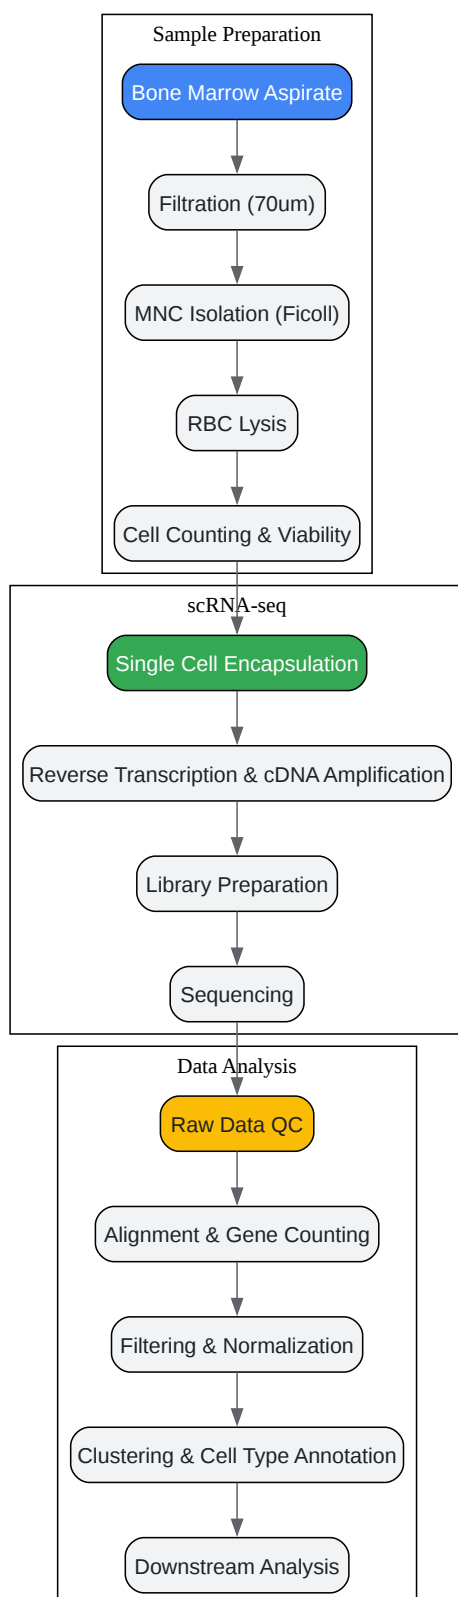 Sample Preparation
Bone Marrow Aspirate
Filtration (70um)
MNC Isolation (Ficoll)
RBC Lysis
Cell Counting & Viability
scRNA-seq
Single Cell Encapsulation
Reverse Transcription & cDNA Amplification
Library Preparation
Sequencing
Data Analysis
Raw Data QC
Alignment & Gene Counting
Filtering & Normalization
Clustering & Cell Type Annotation
Downstream Analysis